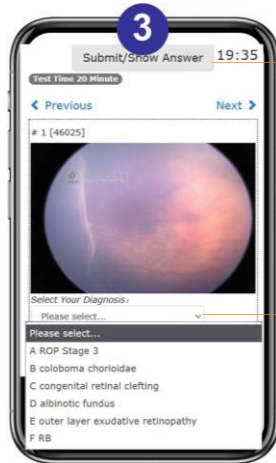 3
Submit/Show Answer 19:35
Test Time 20 Minute
Previous Next
# 1 [46025]
Select Your Diagnosis:
Please select...
Please select...
A ROP Stage 3
B coloboma chorioidae
C congenital retinal clefting
D albinotic fundus
E outer layer exudative retinopathy
F RB